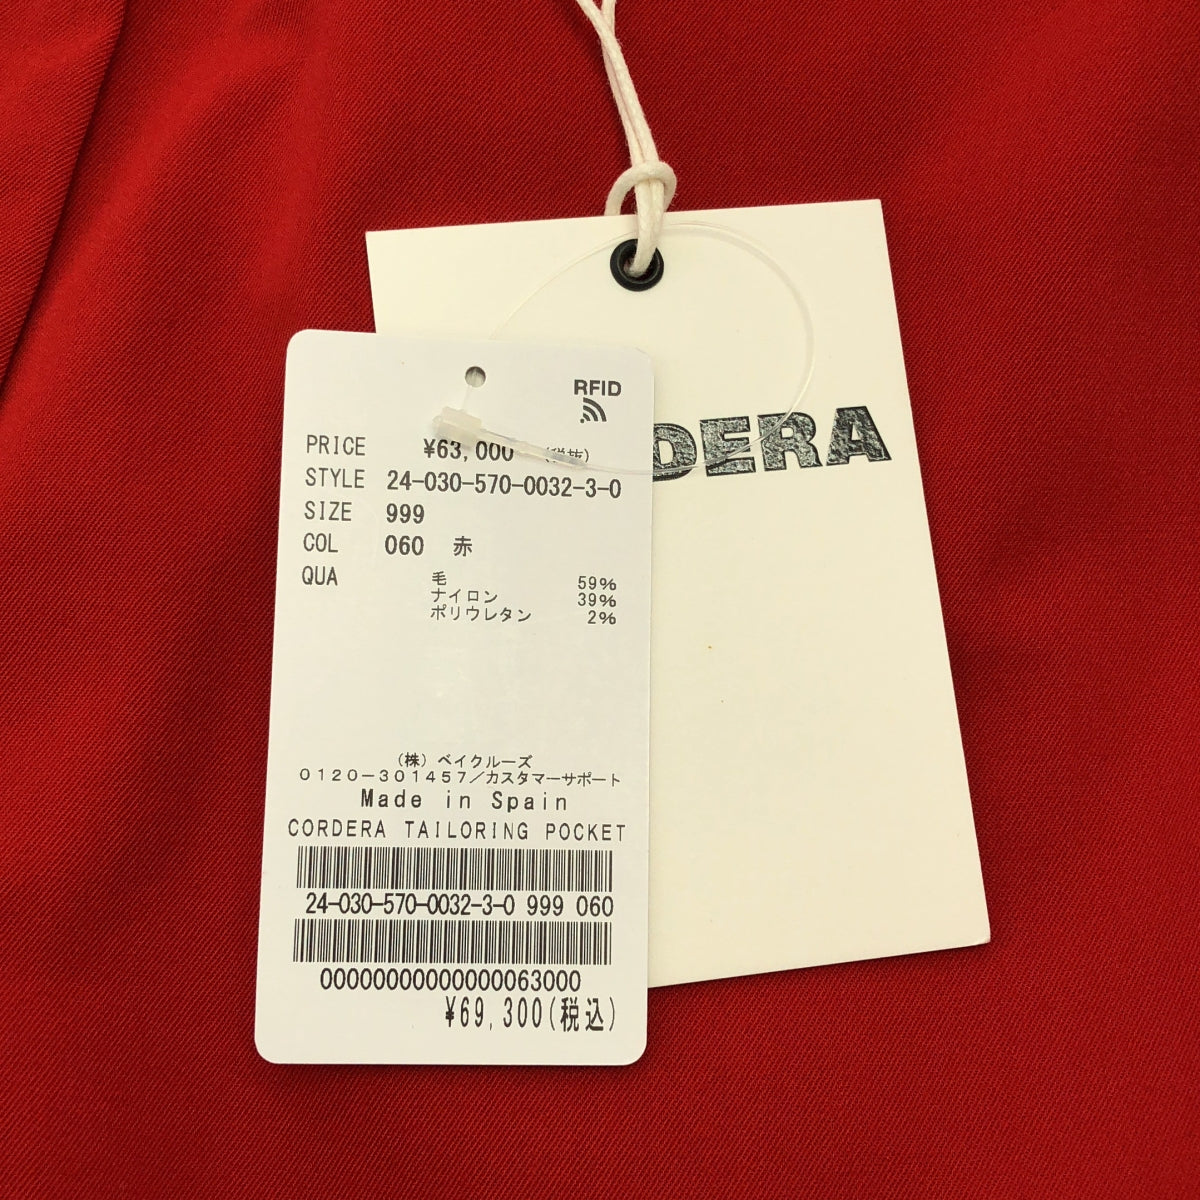 RFID
PRICE ¥63,000 (税抜)
STYLE 24-030-570-0032-3-0
SIZE 999
COL 060 赤
QUA 毛 59%
ナイロン 39%
ポリウレタン 2%
(株) ベイクルーズ
0120-301457/カスタマーサポート
Made in Spain
CORDERA TAILORING POCKET
24-030-570-0032-3-0 999 060
00000000000000063000
¥69,300(税込)
DERA